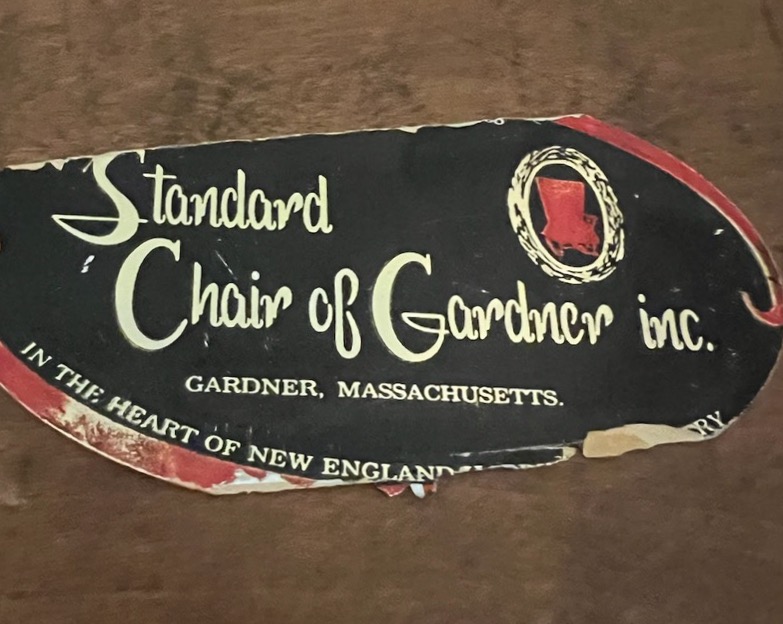 Standard
Chair of Gardner inc.
GARDNER, MASSACHUSETTS.
IN THE HEART OF NEW ENGLAND